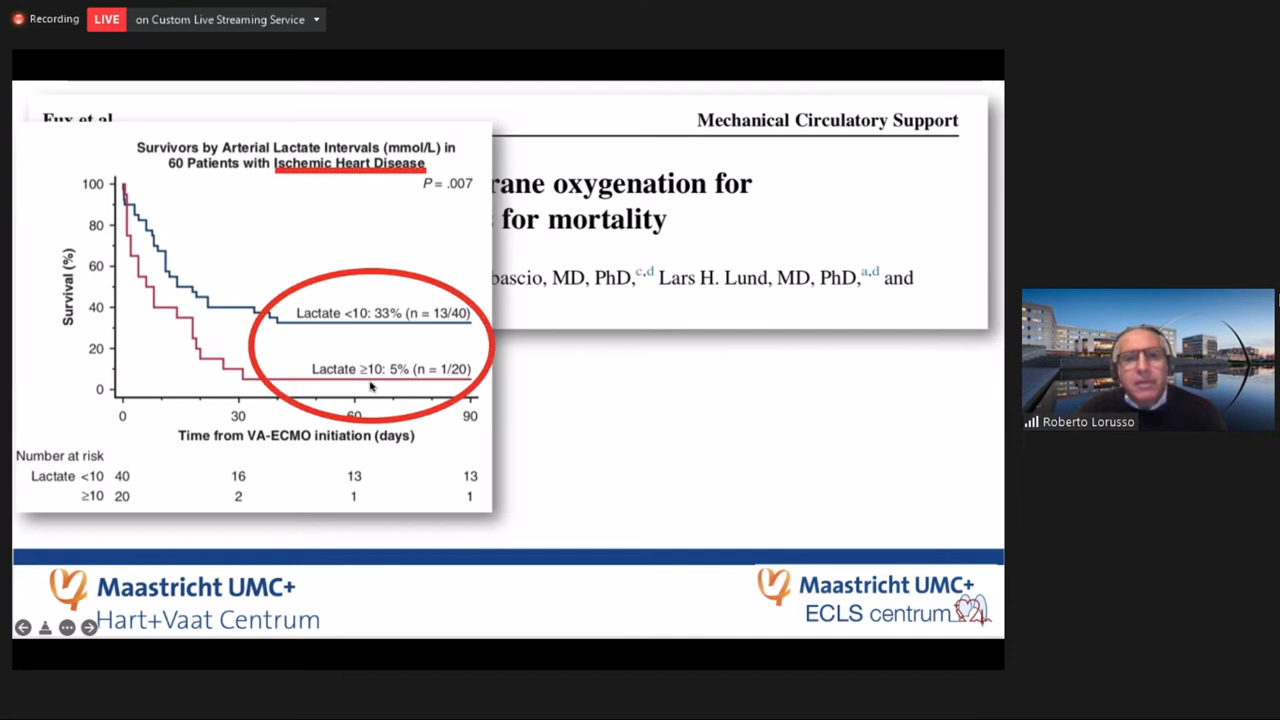 Recording
LIVE on Custom Live Streaming Service
Fux et al
Mechanical Circulatory Support
rane oxygenation for
for mortality
bascio, MD, PhD,c,d Lars H. Lund, MD, PhD,a,d and
Survivors by Arterial Lactate Intervals (mmol/L) in
60 Patients with Ischemic Heart Disease
P = .007
Survival (%)
100
80
60
40
20
0
Lactate <10: 33% (n = 13/40)
Lactate ≥10: 5% (n = 1/20)
0 30 60 90
Time from VA-ECMO initiation (days)
Number at risk
Lactate <10 40 16 13 13
≥10 20 2 1 1
Roberto Lorusso
Maastricht UMC+
Hart+Vaat Centrum
Maastricht UMC+
ECLS centrum